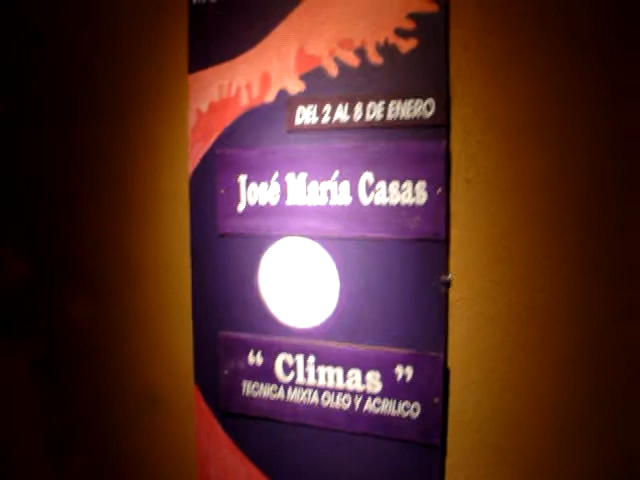 DEL 2 AL 8 DE ENERO
José María Casas
“ Climas ”
TECNICA MIXTA OLEO Y ACRILICO